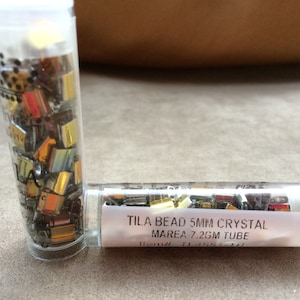 TILA BEAD 5MM CRYSTAL
MAREA 7.2GM TUBE